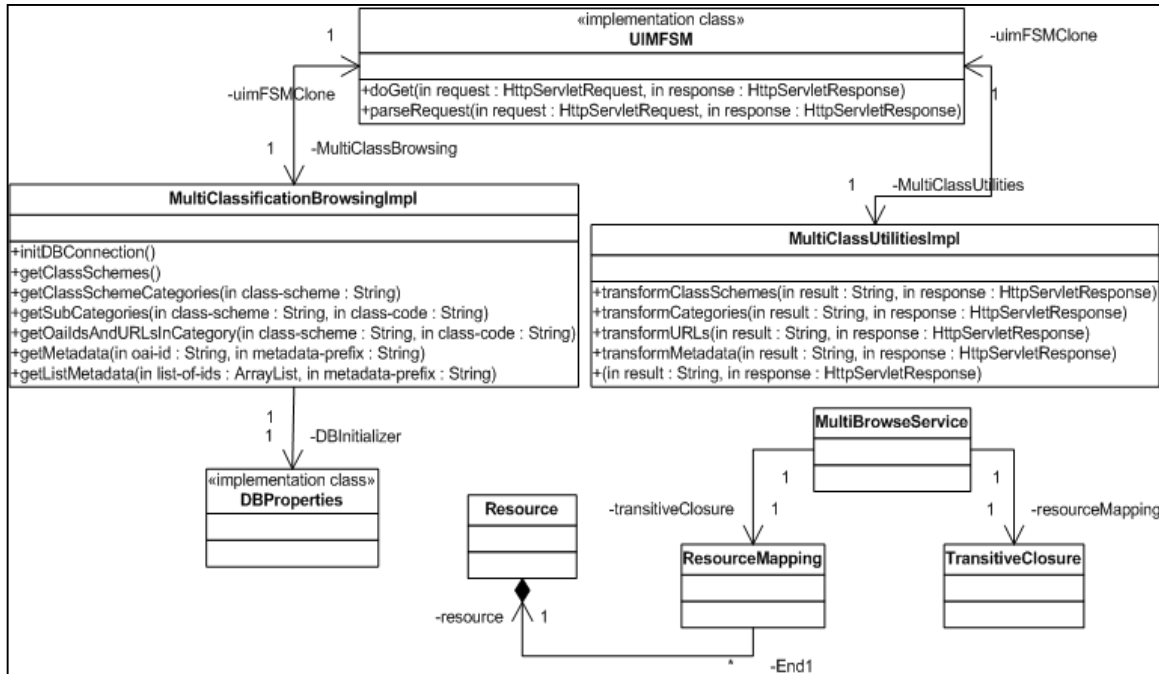 «implementation class»
UIMFSM
+doGet(in request : HttpServletRequest, in response : HttpServletResponse)
+parseRequest(in request : HttpServletRequest, in response : HttpServletResponse)
1
-uimFSMClone
-uimFSMClone
1
1
-MultiClassBrowsing
1
-MultiClassUtilities
MultiClassificationBrowsingImpl
+initDBConnection()
+getClassSchemes()
+getClassSchemeCategories(in class-scheme : String)
+getSubCategories(in class-scheme : String, in class-code : String)
+getOaiIdsAndURLsInCategory(in class-scheme : String, in class-code : String)
+getMetadata(in oai-id : String, in metadata-prefix : String)
+getListMetadata(in list-of-ids : ArrayList, in metadata-prefix : String)
MultiClassUtilitiesImpl
+transformClassSchemes(in result : String, in response : HttpServletResponse)
+transformCategories(in result : String, in response : HttpServletResponse)
+transformURLs(in result : String, in response : HttpServletResponse)
+transformMetadata(in result : String, in response : HttpServletResponse)
+(in result : String, in response : HttpServletResponse)
1
1
-DBInitializer
«implementation class»
DBProperties
MultiBrowseService
1
1
-transitiveClosure
1
1
-resourceMapping
Resource
ResourceMapping
TransitiveClosure
-resource
1
*
-End1